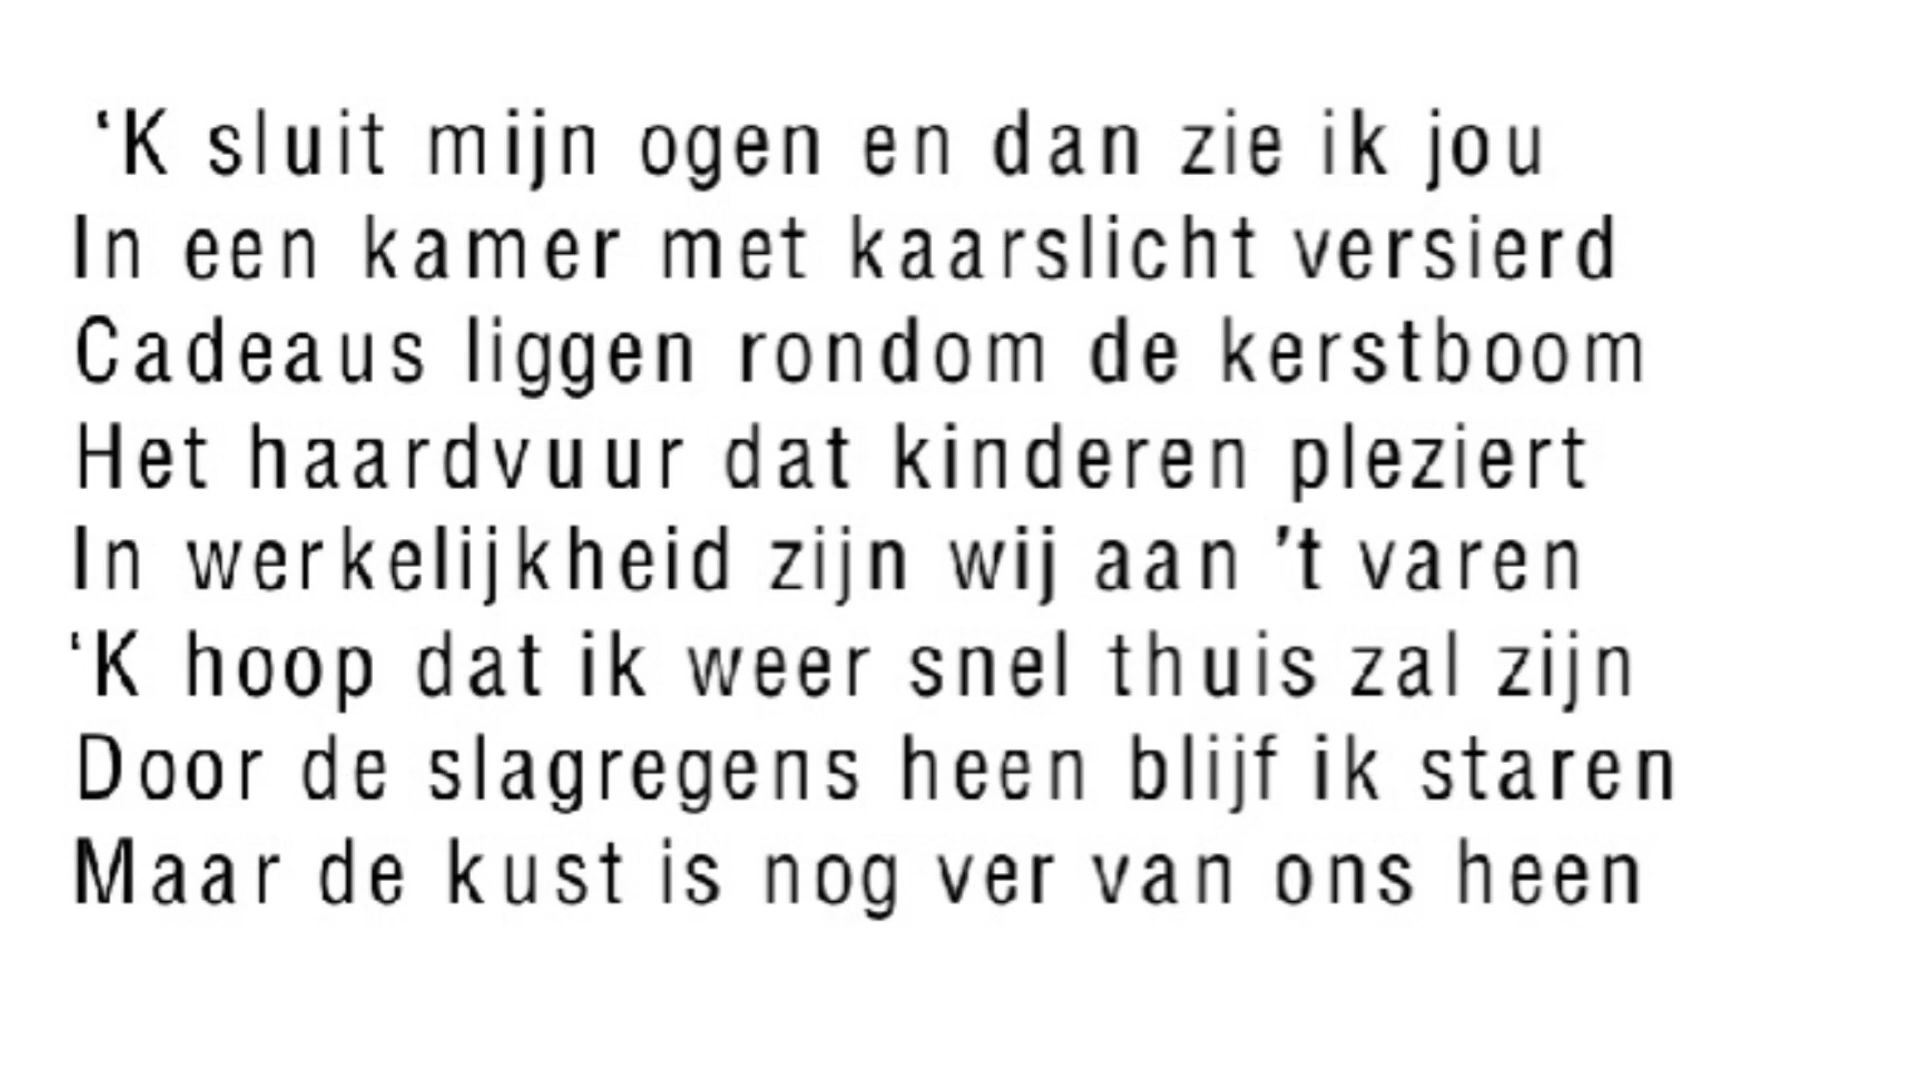 ‘K sluit mijn ogen en dan zie ik jou
In een kamer met kaarslicht versierd
Cadeaus liggen rondom de kerstboom
Het haardvuur dat kinderen pleziert
In werkelijkheid zijn wij aan ’t varen
‘K hoop dat ik weer snel thuis zal zijn
Door de slagregens heen blijf ik staren
Maar de kust is nog ver van ons heen